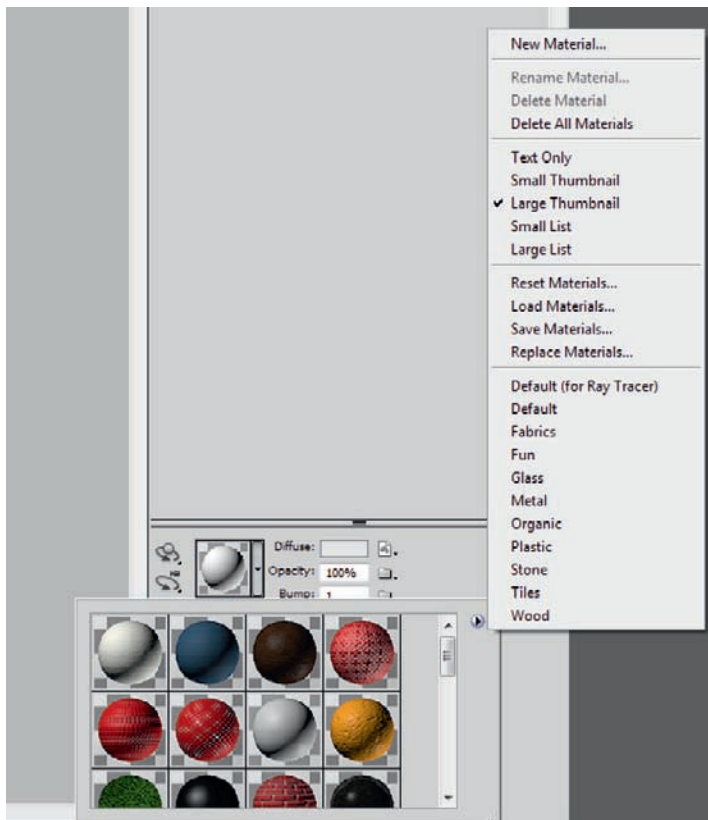 New Material...
Rename Material...
Delete Material
Delete All Materials
Text Only
Small Thumbnail
Large Thumbnail
Small List
Large List
Reset Materials...
Load Materials...
Save Materials...
Replace Materials...
Default (for Ray Tracer)
Default
Fabrics
Fun
Glass
Metal
Organic
Plastic
Stone
Tiles
Wood
Diffuse:
Opacity: 100%
Bump: 1